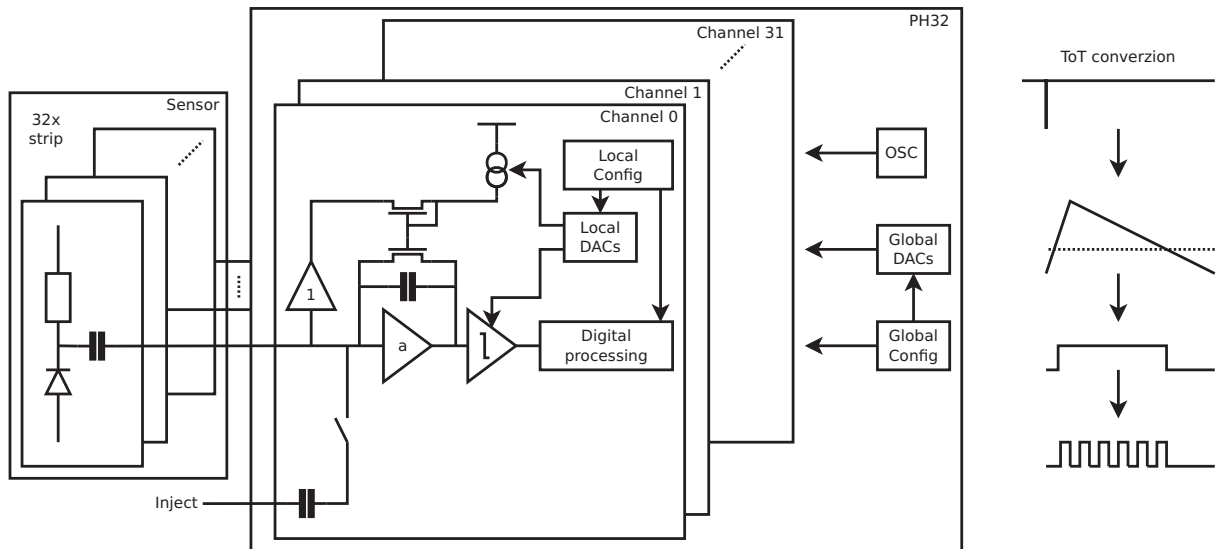 PH32
Channel 31
ToT converzion
Channel 1
Sensor
Channel 0
32x
strip
Local
Config
OSC
Local
DACs
Global
DACs
1
a
Digital
processing
Global
Config
Inject